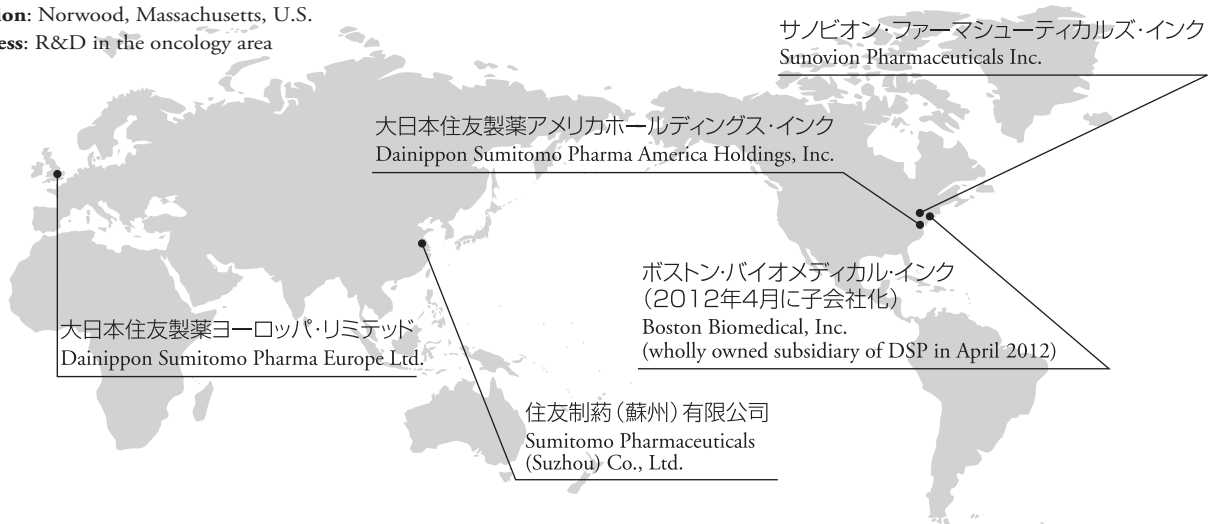 ion: Norwood, Massachusetts, U.S.
ess: R&D in the oncology area
サノビオン・ファーマシューティカルズ・インク
Sunovion Pharmaceuticals Inc.
大日本住友製薬アメリカホールディングス・インク
Dainippon Sumitomo Pharma America Holdings, Inc.
ボストン・バイオメディカル・インク
（2012年4月に子会社化）
Boston Biomedical, Inc.
(wholly owned subsidiary of DSP in April 2012)
大日本住友製薬ヨーロッパ・リミテッド
Dainippon Sumitomo Pharma Europe Ltd.
住友制葯（蘇州）有限公司
Sumitomo Pharmaceuticals
(Suzhou) Co., Ltd.